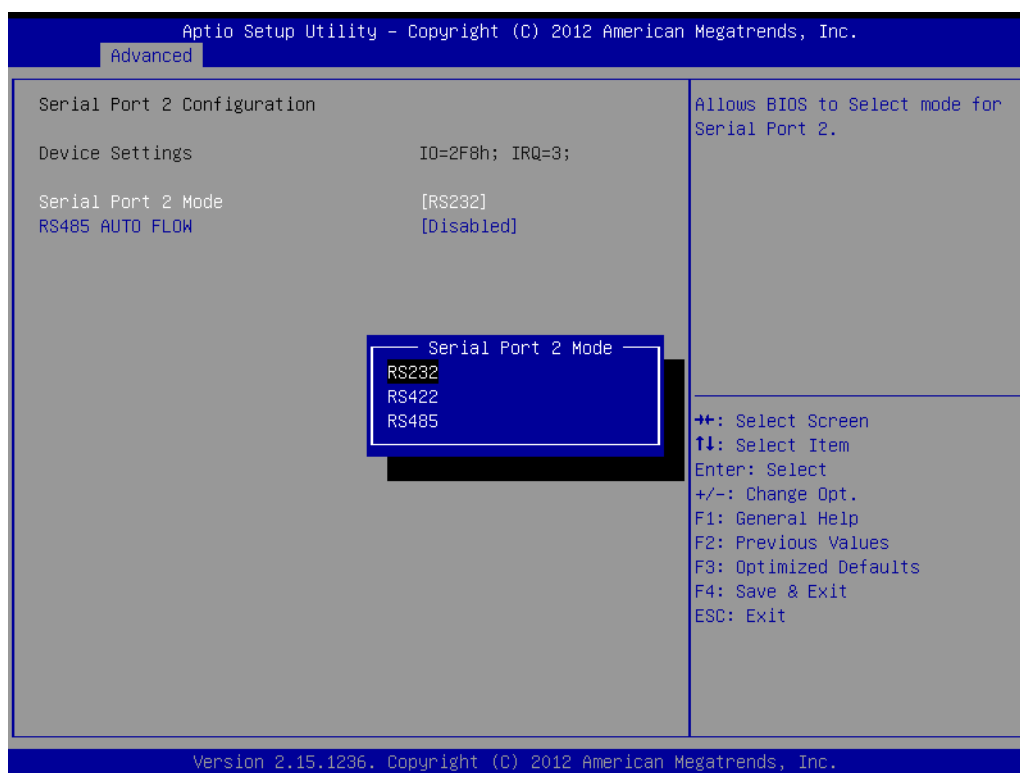 Aptio Setup Utility – Copyright (C) 2012 American Megatrends, Inc.
Advanced
Serial Port 2 Configuration
Device Settings IO=2F8h; IRQ=3;
Serial Port 2 Mode [RS232]
RS485 AUTO FLOW [Disabled]
Serial Port 2 Mode
RS232
RS422
RS485
Allows BIOS to Select mode for
Serial Port 2.
→←: Select Screen
↑↓: Select Item
Enter: Select
+/-: Change Opt.
F1: General Help
F2: Previous Values
F3: Optimized Defaults
F4: Save & Exit
ESC: Exit
Version 2.15.1236. Copyright (C) 2012 American Megatrends, Inc.